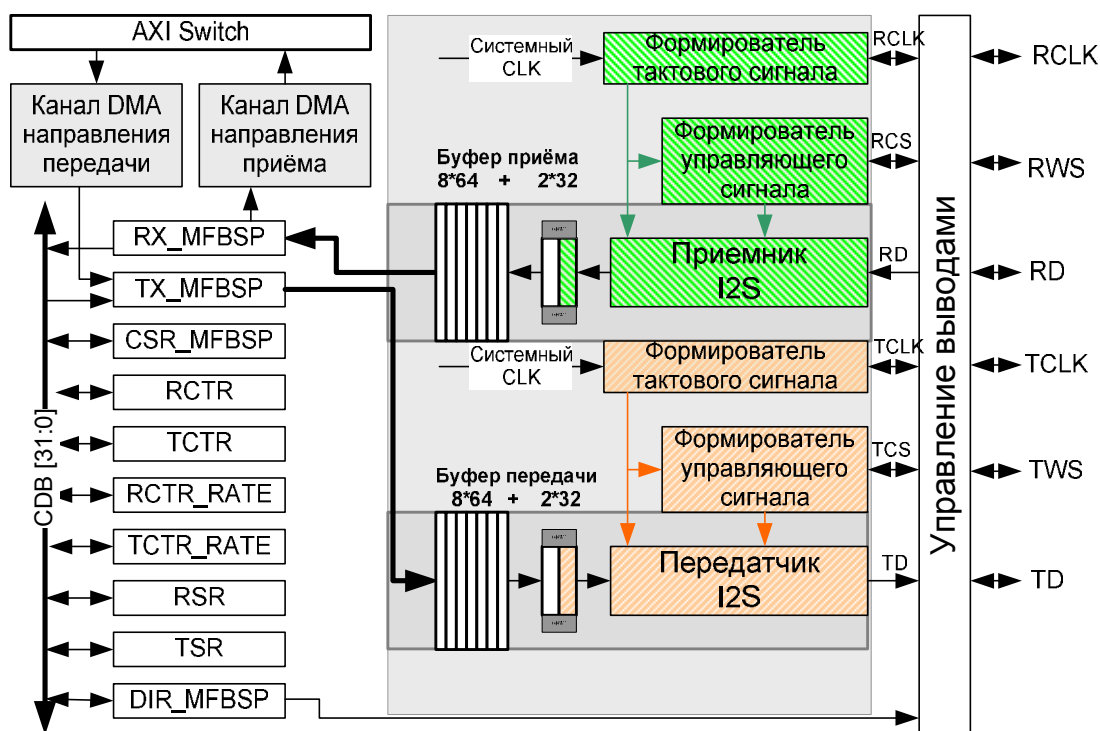 AXI Switch
Канал DMA
направления
передачи
Канал DMA
направления
приёма
RX_MFBSP
TX_MFBSP
CSR_MFBSP
RCTR
TCTR
RCTR_RATE
TCTR_RATE
RSR
TSR
DIR_MFBSP
CDB [31:0]
Системный
CLK
Формирователь
тактового сигнала
Формирователь
управляющего
сигнала
Буфер приёма
8*64 + 2*32
Приемник
I2S
Системный
CLK
Формирователь
тактового сигнала
Формирователь
управляющего
сигнала
Буфер передачи
8*64 + 2*32
Передатчик
I2S
RCLK
RCS
RD
TCLK
TCS
TD
Управление выводами
RCLK
RWS
RD
TCLK
TWS
TD